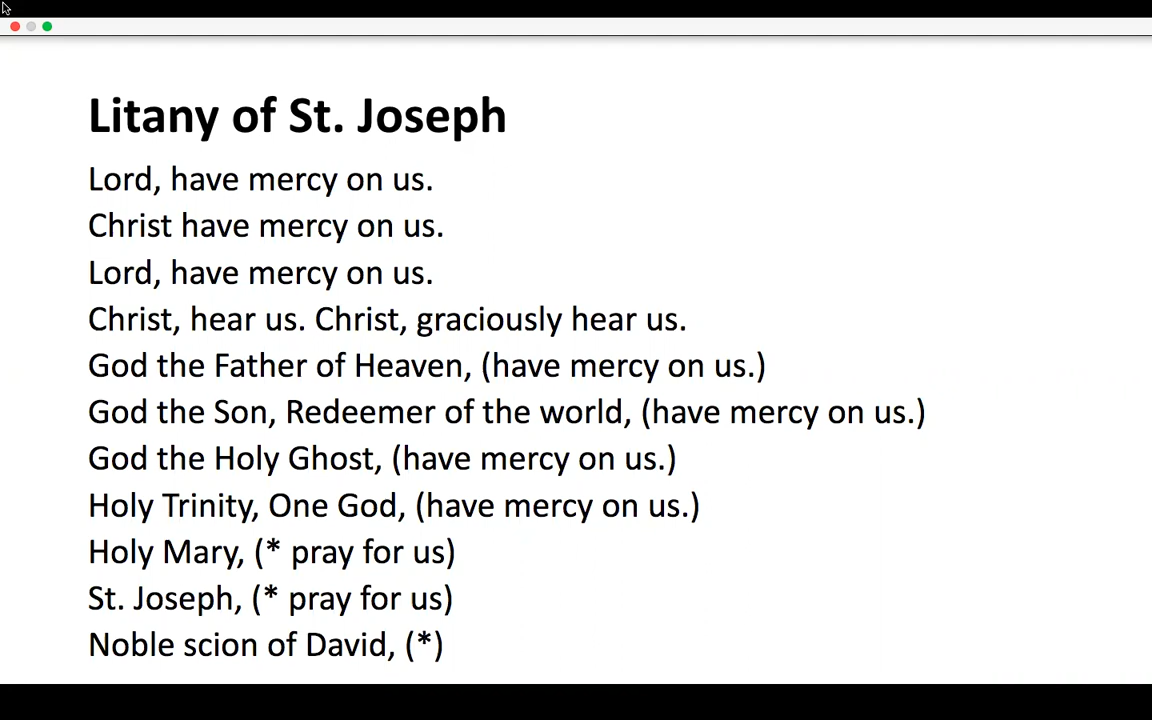 Litany of St. Joseph
Lord, have mercy on us.
Christ have mercy on us.
Lord, have mercy on us.
Christ, hear us. Christ, graciously hear us.
God the Father of Heaven, (have mercy on us.)
God the Son, Redeemer of the world, (have mercy on us.)
God the Holy Ghost, (have mercy on us.)
Holy Trinity, One God, (have mercy on us.)
Holy Mary, (* pray for us)
St. Joseph, (* pray for us)
Noble scion of David, (*)